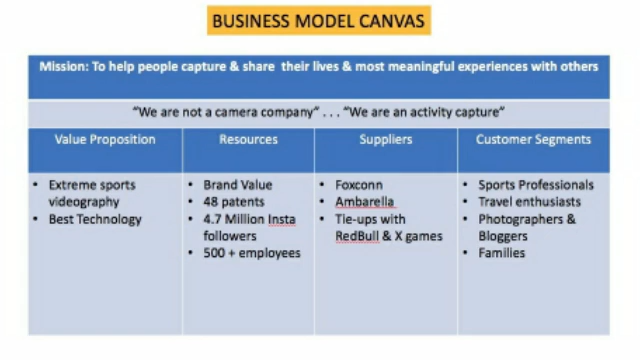 BUSINESS MODEL CANVAS
Mission: To help people capture & share their lives & most meaningful experiences with others
"We are not a camera company" . . . "We are an activity capture"
Value Proposition
Resources
Suppliers
Customer Segments
• Extreme sports
videography
• Best Technology
• Brand Value
• 48 patents
• 4.7 Million Insta
followers
• 500 + employees
• Foxconn
• Ambarella
• Tie-ups with
RedBull & X games
• Sports Professionals
• Travel enthusiasts
• Photographers &
Bloggers
• Families